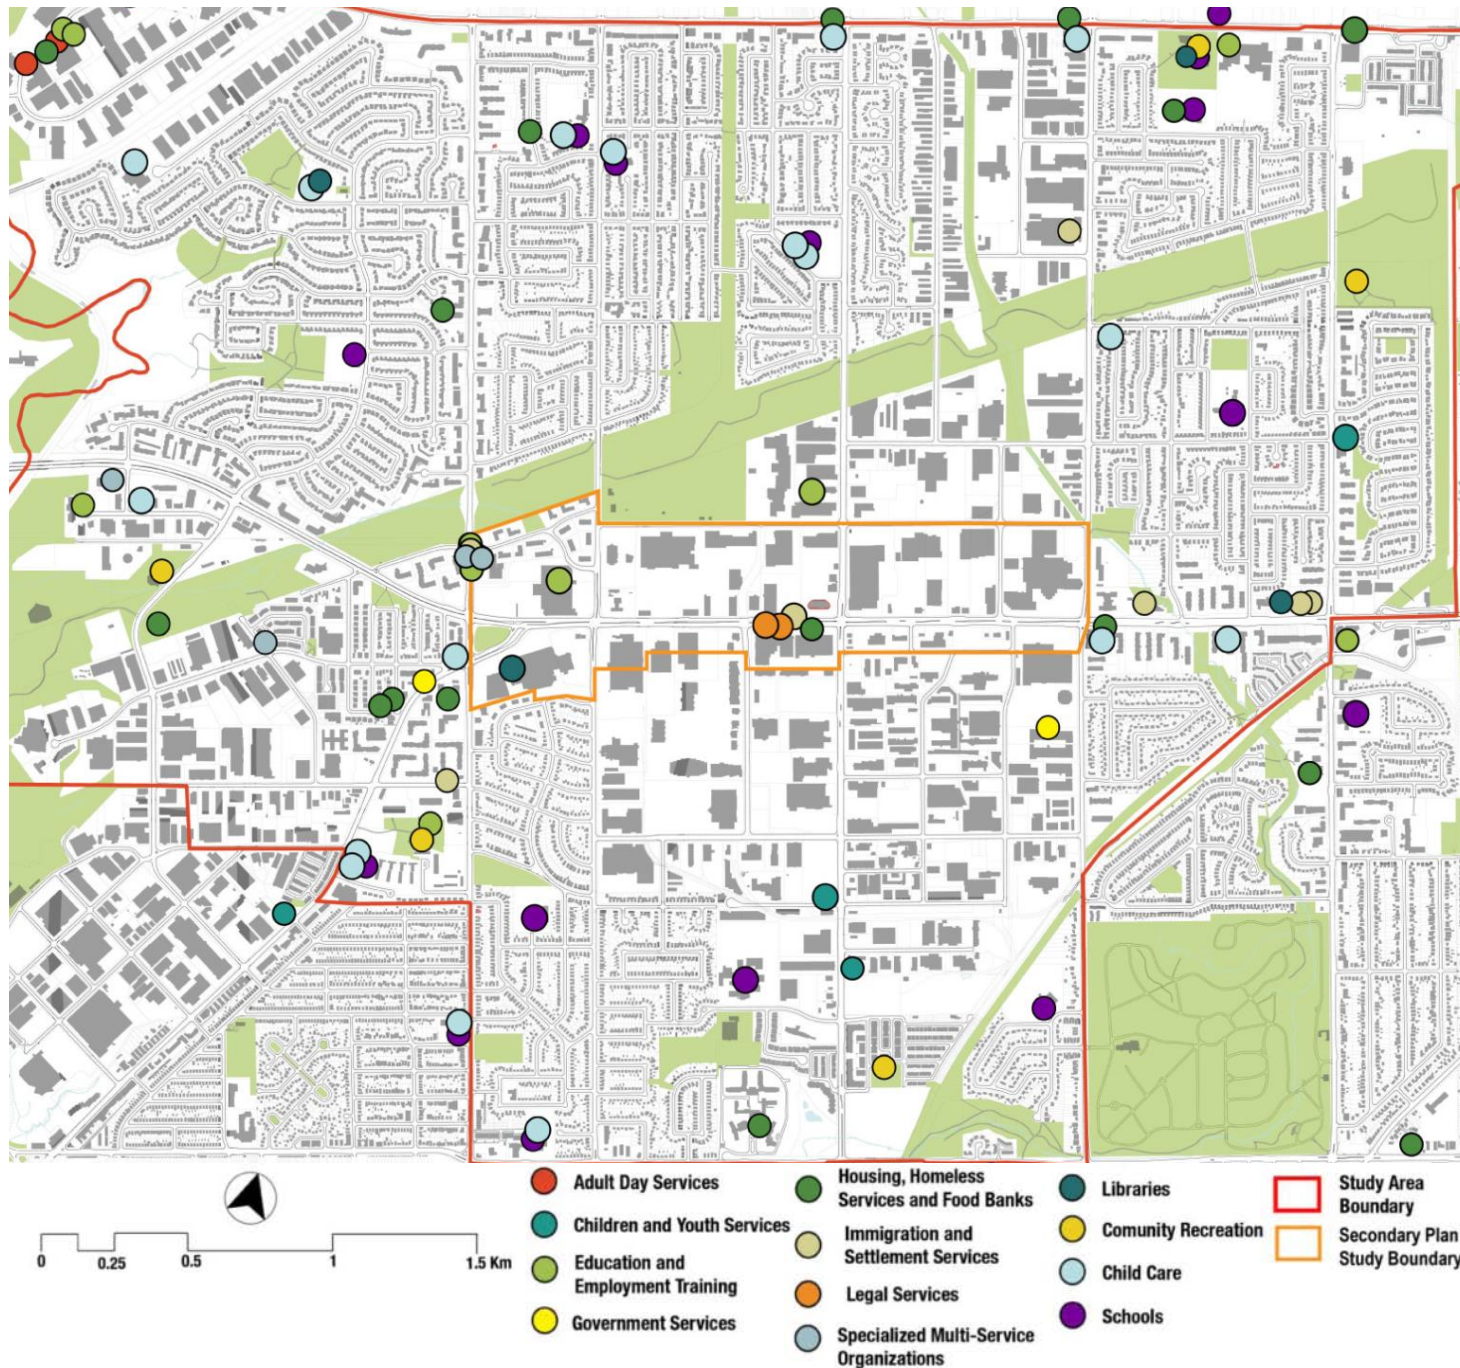 Adult Day Services
Children and Youth Services
Education and
Employment Training
Government Services
Housing, Homeless
Services and Food Banks
Immigration and
Settlement Services
Legal Services
Specialized Multi-Service
Organizations
Libraries
Comunity Recreation
Child Care
Schools
Study Area
Boundary
Secondary Plan
Study Boundary
0 0.25 0.5 1 1.5 Km